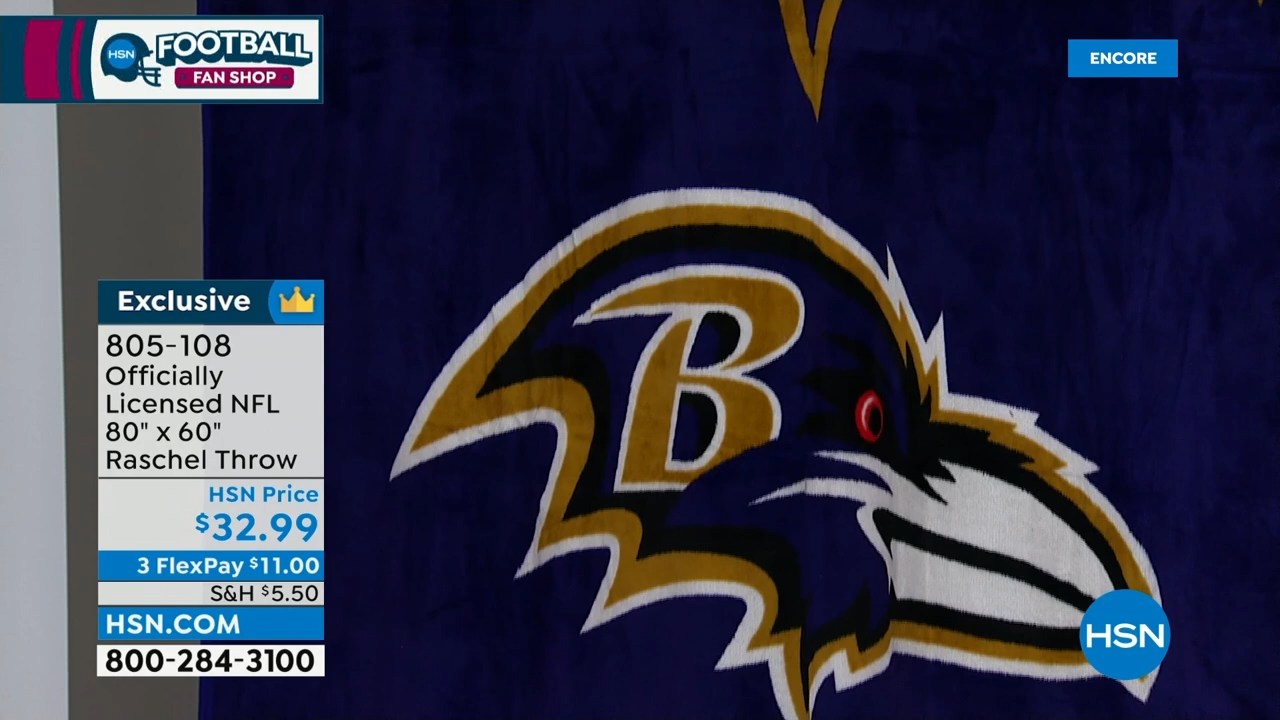 HSN
FOOTBALL
FAN SHOP
ENCORE
Exclusive
805-108
Officially
Licensed NFL
80" x 60"
Raschel Throw
HSN Price
$32.99
3 FlexPay $11.00
S&H $5.50
HSN.COM
800-284-3100
B
HSN